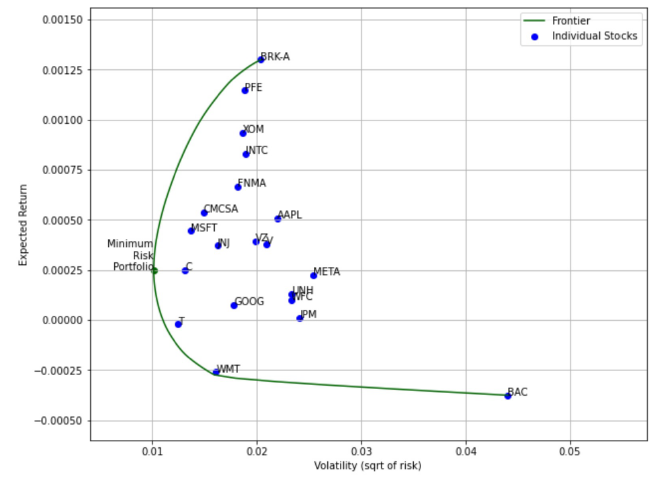 0.00150
0.00125
0.00100
0.00075
0.00050
0.00025
0.00000
−0.00025
−0.00050
Expected Return
Frontier
Individual Stocks
BRK-A
PFE
XOM
INTC
FNMA
CMCSA
AAPL
MSFT
JNJ
VZ
V
Minimum
Risk
Portfolio
C
META
UNH
WFC
GOOG
JPM
T
WMT
BAC
0.01
0.02
0.03
0.04
0.05
Volatility (sqrt of risk)